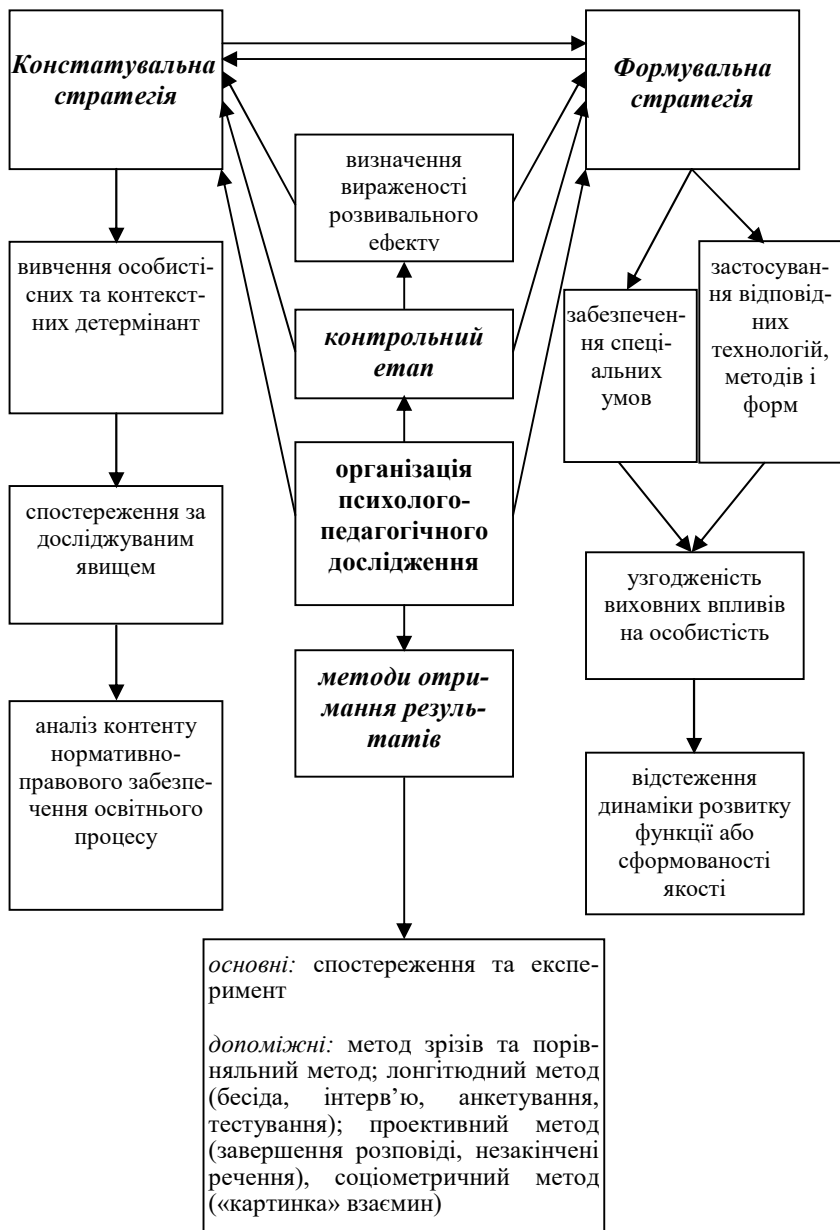 Констатувальна
стратегія
Формувальна
стратегія
визначення
вираженості
розвивального
ефекту
вивчення особисті-
сних та контекст-
них детермінант
забезпечен-
ня спеці-
альних
умов
застосуван-
ня відповід-
них
технологій,
методів і
форм
контрольний
етап
організація
психолого-
педагогічного
дослідження
спостереження за
досліджуваним
явищем
узгодженість
виховних впливів
на особистість
методи отри-
мання резуль-
татів
аналіз контенту
нормативно-
правового забезпе-
чення освітнього
процесу
відстеження
динаміки розвитку
функції або
сформованості
якості
основні: спостереження та експе-
римент
допоміжні: метод зрізів та порів-
няльний метод; лонгітюдний метод
(бесіда, інтерв’ю, анкетування,
тестування); проективний метод
(завершення розповіді, незакінчені
речення), соціометричний метод
(«картинка» взаємин)